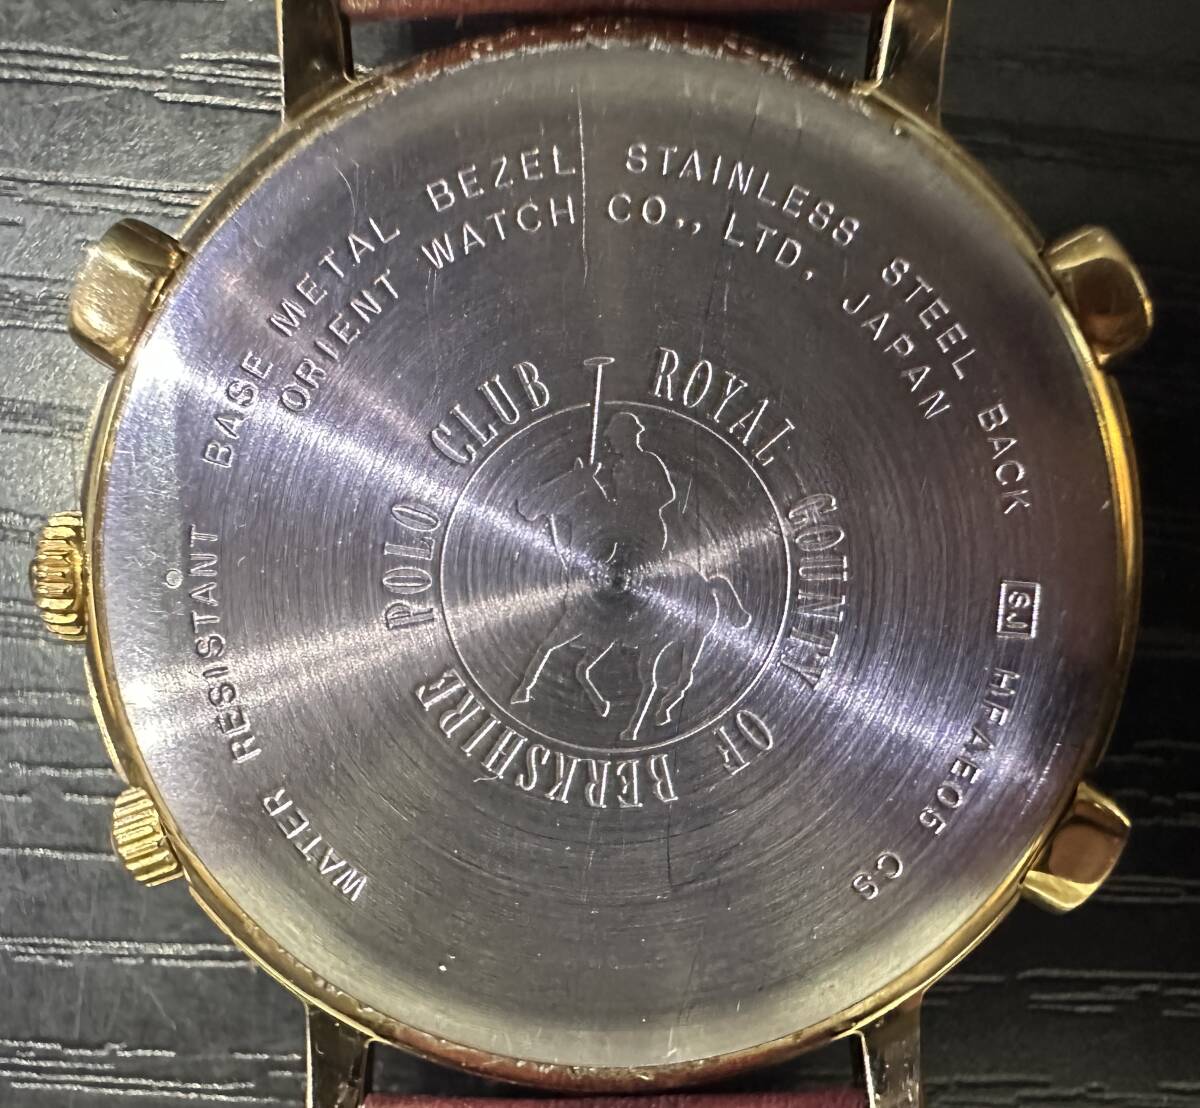 WATER RESISTANT BASE METAL BEZEL STAINLESS STEEL BACK SJ HFAE05 CS
ORIENT WATCH CO., LTD, JAPAN
ROYAL COUNTY OF BERKSHIRE POLO CLUB